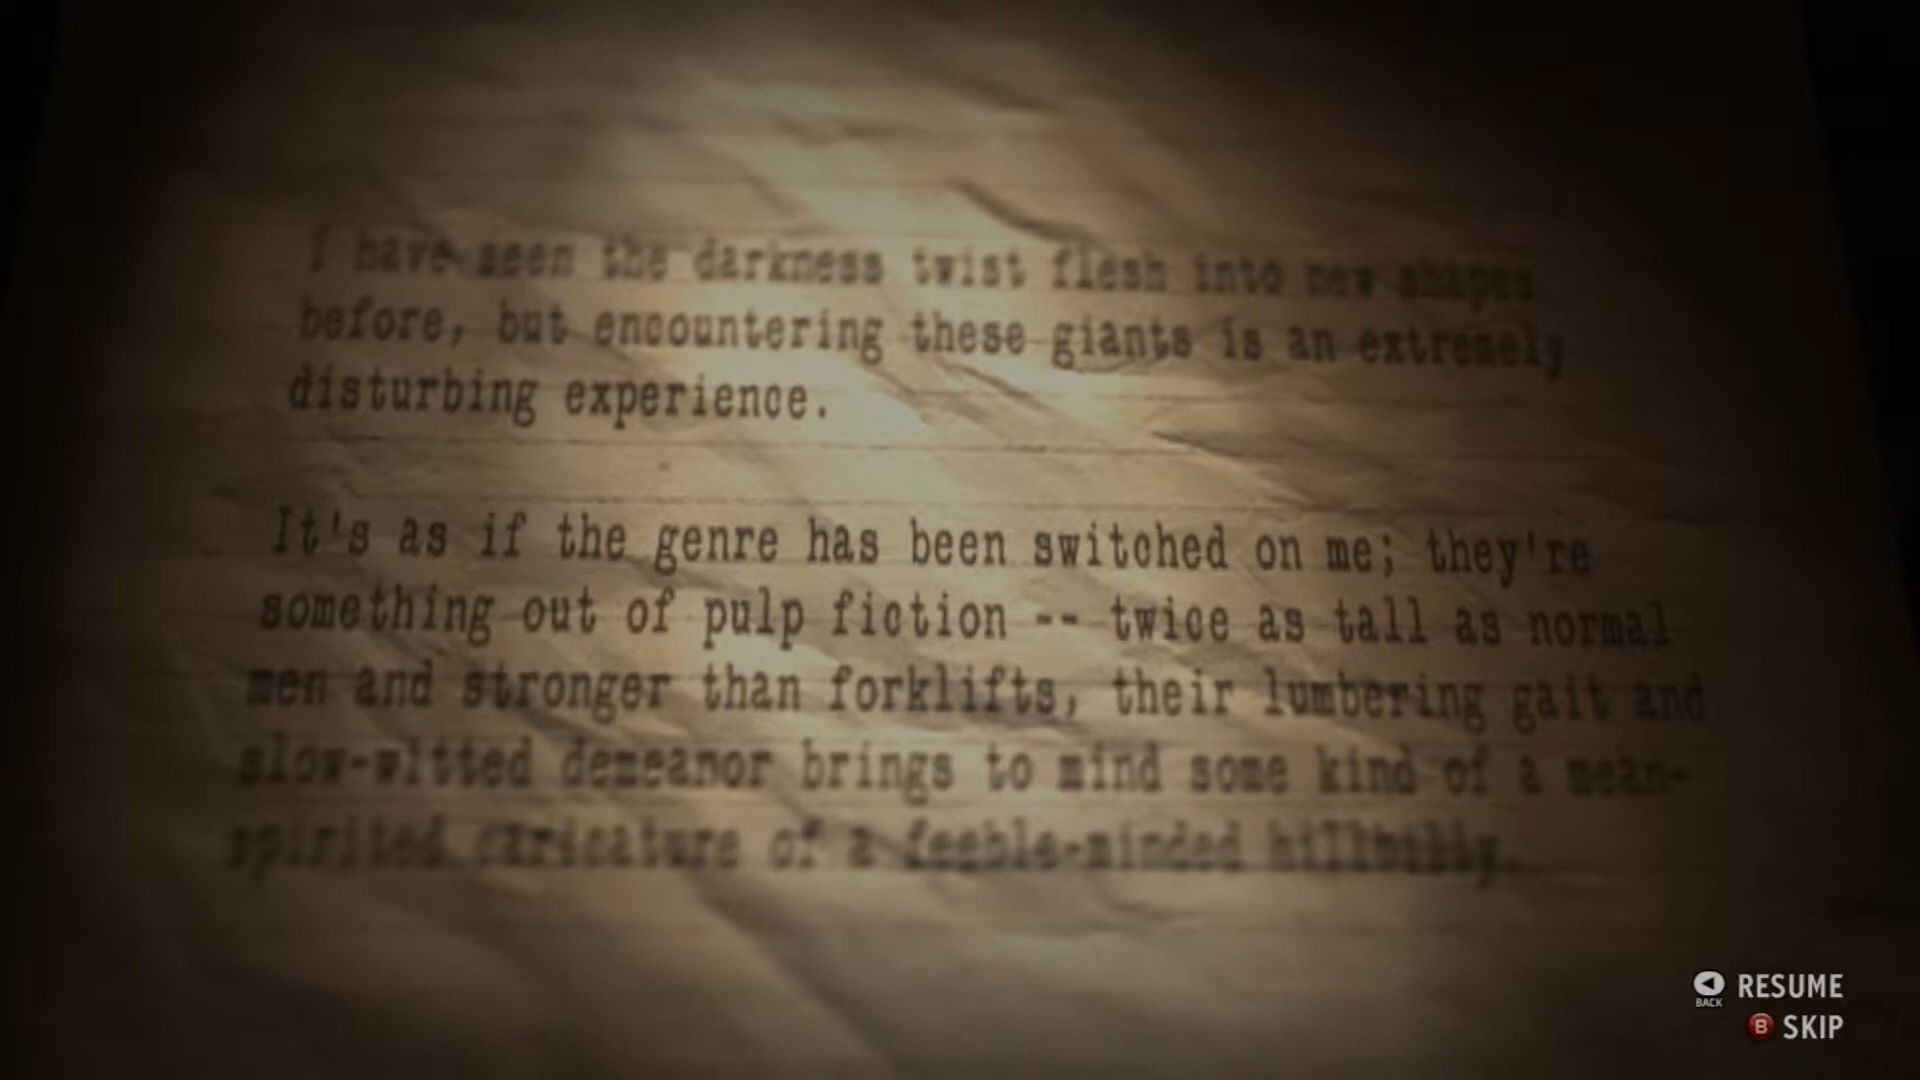 I have seen the darkness twist flesh into new shapes
before, but encountering these giants is an extremely
disturbing experience.
It's as if the genre has been switched on me; they're
something out of pulp fiction -- twice as tall as normal
men and stronger than forklifts, their lumbering gait and
slow-witted demeanor brings to mind some kind of a mean-
spirited caricature of a feeble-minded hillbilly.
BACK RESUME
B SKIP